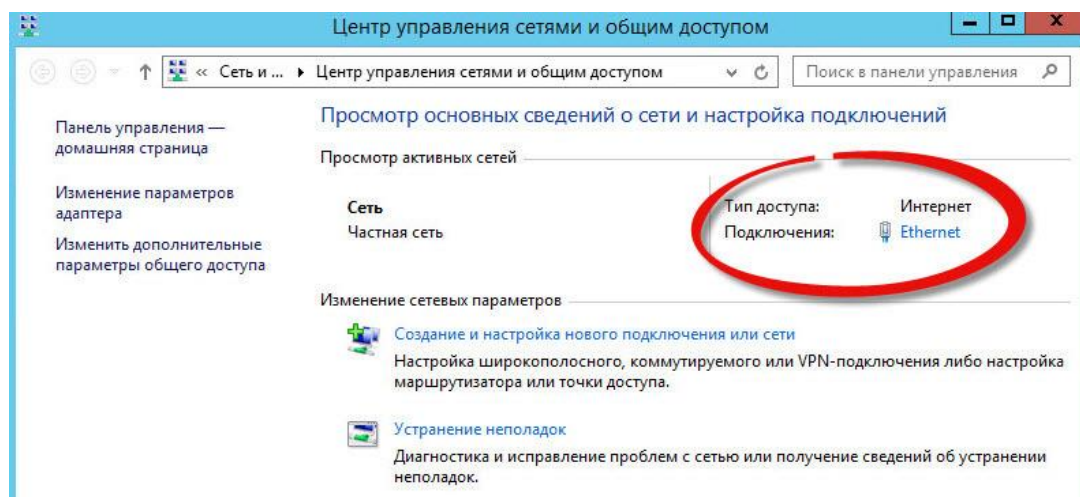 Центр управления сетями и общим доступом
« Сеть и ... ▸ Центр управления сетями и общим доступом
Поиск в панели управления
Панель управления —
домашняя страница
Изменение параметров
адаптера
Изменить дополнительные
параметры общего доступа
Просмотр основных сведений о сети и настройка подключений
Просмотр активных сетей
Сеть
Частная сеть
Тип доступа: Интернет
Подключения: Ethernet
Изменение сетевых параметров
Создание и настройка нового подключения или сети
Настройка широкополосного, коммутируемого или VPN-подключения либо настройка
маршрутизатора или точки доступа.
Устранение неполадок
Диагностика и исправление проблем с сетью или получение сведений об устранении
неполадок.